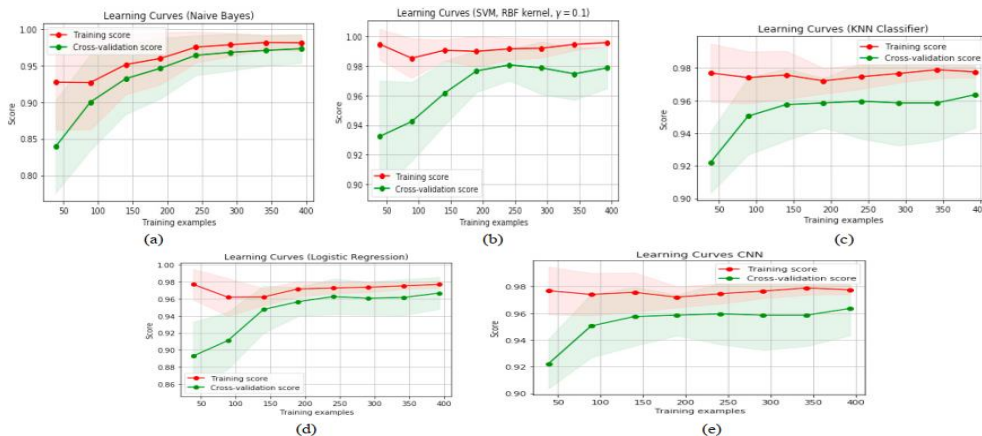 Learning Curves (Naive Bayes)
1.00
0.95
0.90
0.85
0.80
Score
Training score
Cross-validation score
50 100 150 200 250 300 350 400
Training examples
(a)
Learning Curves (SVM, RBF kernel, γ = 0.1)
1.00
0.98
0.96
0.94
0.92
0.90
Score
Training score
Cross-validation score
50 100 150 200 250 300 350 400
Training examples
(b)
Learning Curves (KNN Classifier)
0.98
0.96
0.94
0.92
0.90
Score
Training score
Cross-validation score
50 100 150 200 250 300 350 400
Training examples
(c)
Learning Curves (Logistic Regression)
1.00
0.98
0.96
0.94
0.92
0.90
0.88
0.86
Score
Training score
Cross-validation score
50 100 150 200 250 300 350 400
Training examples
(d)
Learning Curves CNN
0.98
0.96
0.94
0.92
0.90
Score
Training score
Cross-validation score
50 100 150 200 250 300 350 400
Training examples
(e)